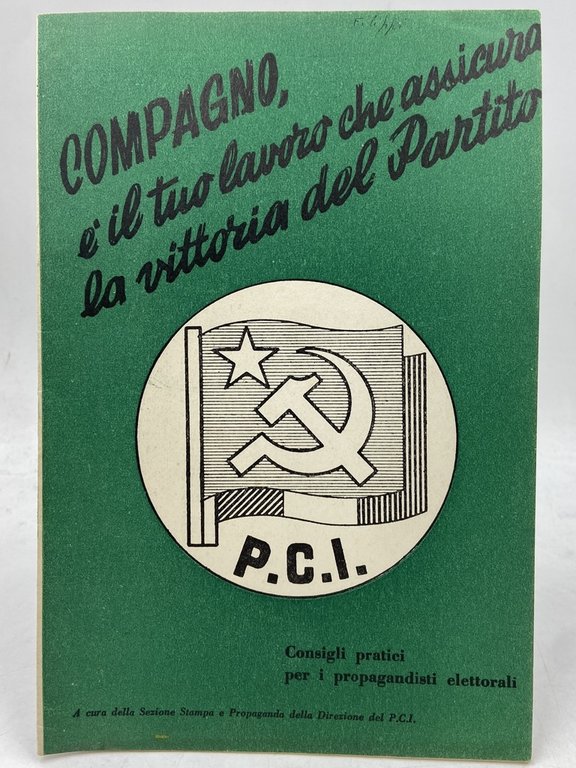 COMPAGNO,
e' il tuo lavoro che assicura
la vittoria del Partito
P.C.I.
Consigli pratici
per i propagandisti elettorali
A cura della Sezione Stampa e Propaganda della Direzione del P.C.I.